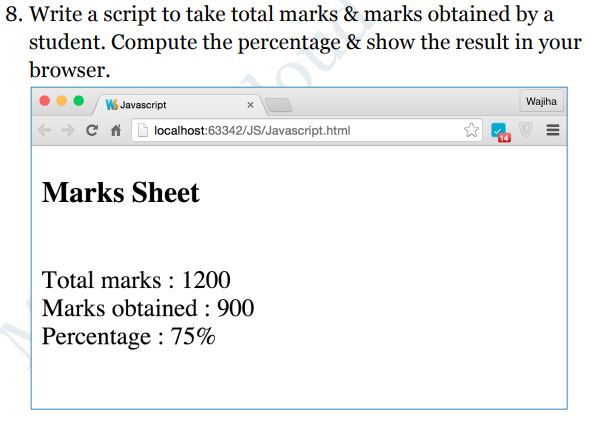 8. Write a script to take total marks & marks obtained by a
student. Compute the percentage & show the result in your
browser.
Javascript
Wajiha
localhost:63342/JS/Javascript.html
14
Marks Sheet
Total marks : 1200
Marks obtained : 900
Percentage : 75%